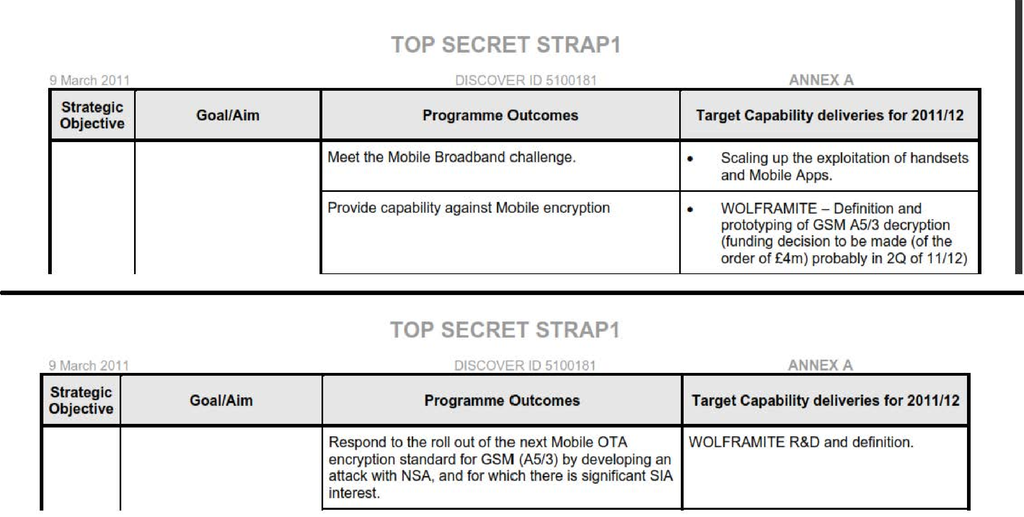 TOP SECRET STRAP1
9 March 2011 DISCOVER ID 5100181 ANNEX A
Strategic Objective Goal/Aim Programme Outcomes Target Capability deliveries for 2011/12
Meet the Mobile Broadband challenge.
• Scaling up the exploitation of handsets
and Mobile Apps.
Provide capability against Mobile encryption
• WOLFRAMITE – Definition and
prototyping of GSM A5/3 decryption
(funding decision to be made (of the
order of £4m) probably in 2Q of 11/12)
TOP SECRET STRAP1
9 March 2011 DISCOVER ID 5100181 ANNEX A
Strategic Objective Goal/Aim Programme Outcomes Target Capability deliveries for 2011/12
Respond to the roll out of the next Mobile OTA
encryption standard for GSM (A5/3) by developing an
attack with NSA, and for which there is significant SIA
interest.
WOLFRAMITE R&D and definition.